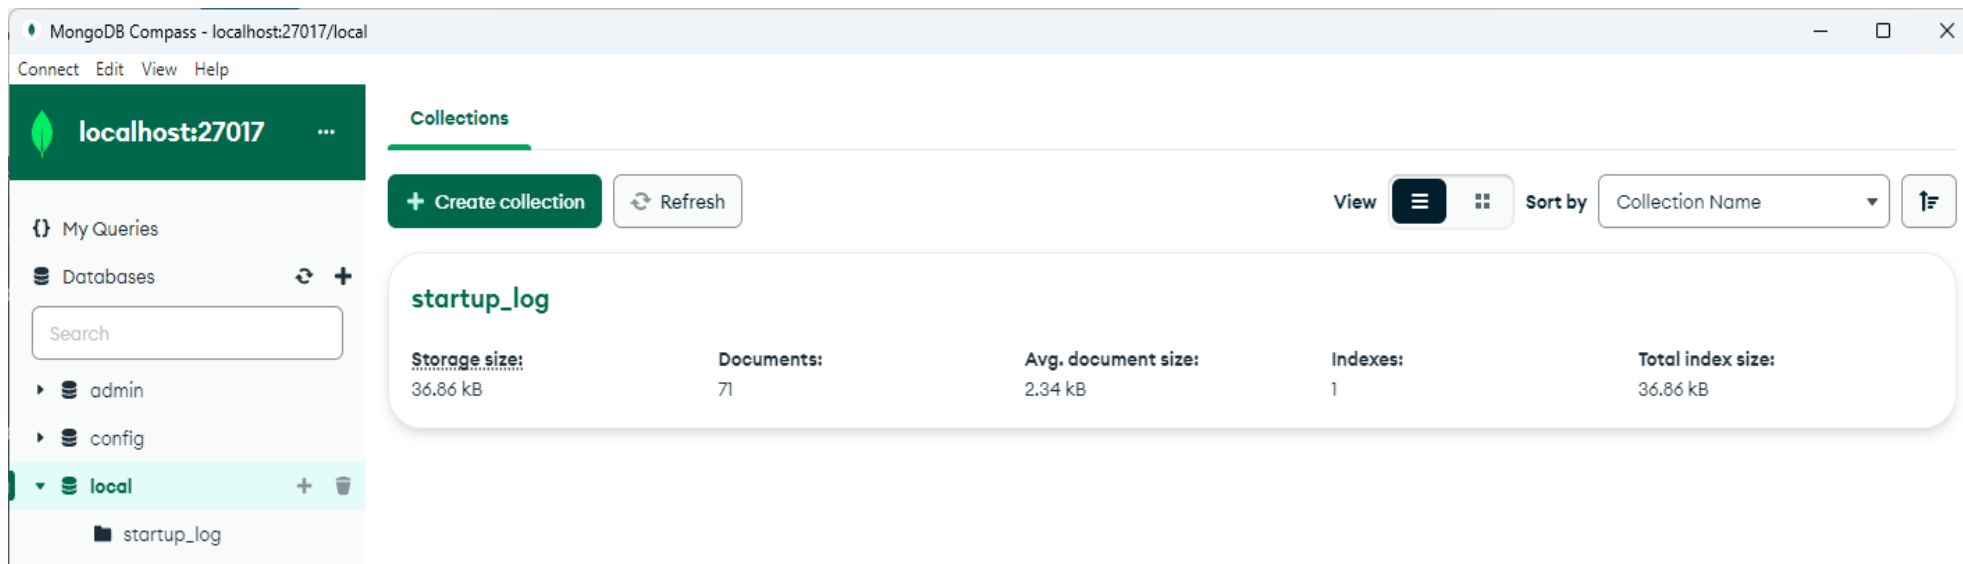 MongoDB Compass - localhost:27017/local
Connect Edit View Help
localhost:27017 ...
Collections
+ Create collection Refresh View Sort by Collection Name
{} My Queries
Databases
Search
admin
config
local
startup_log
startup_log
Storage size: Documents: Avg. document size: Indexes: Total index size:
36.86 kB 71 2.34 kB 1 36.86 kB